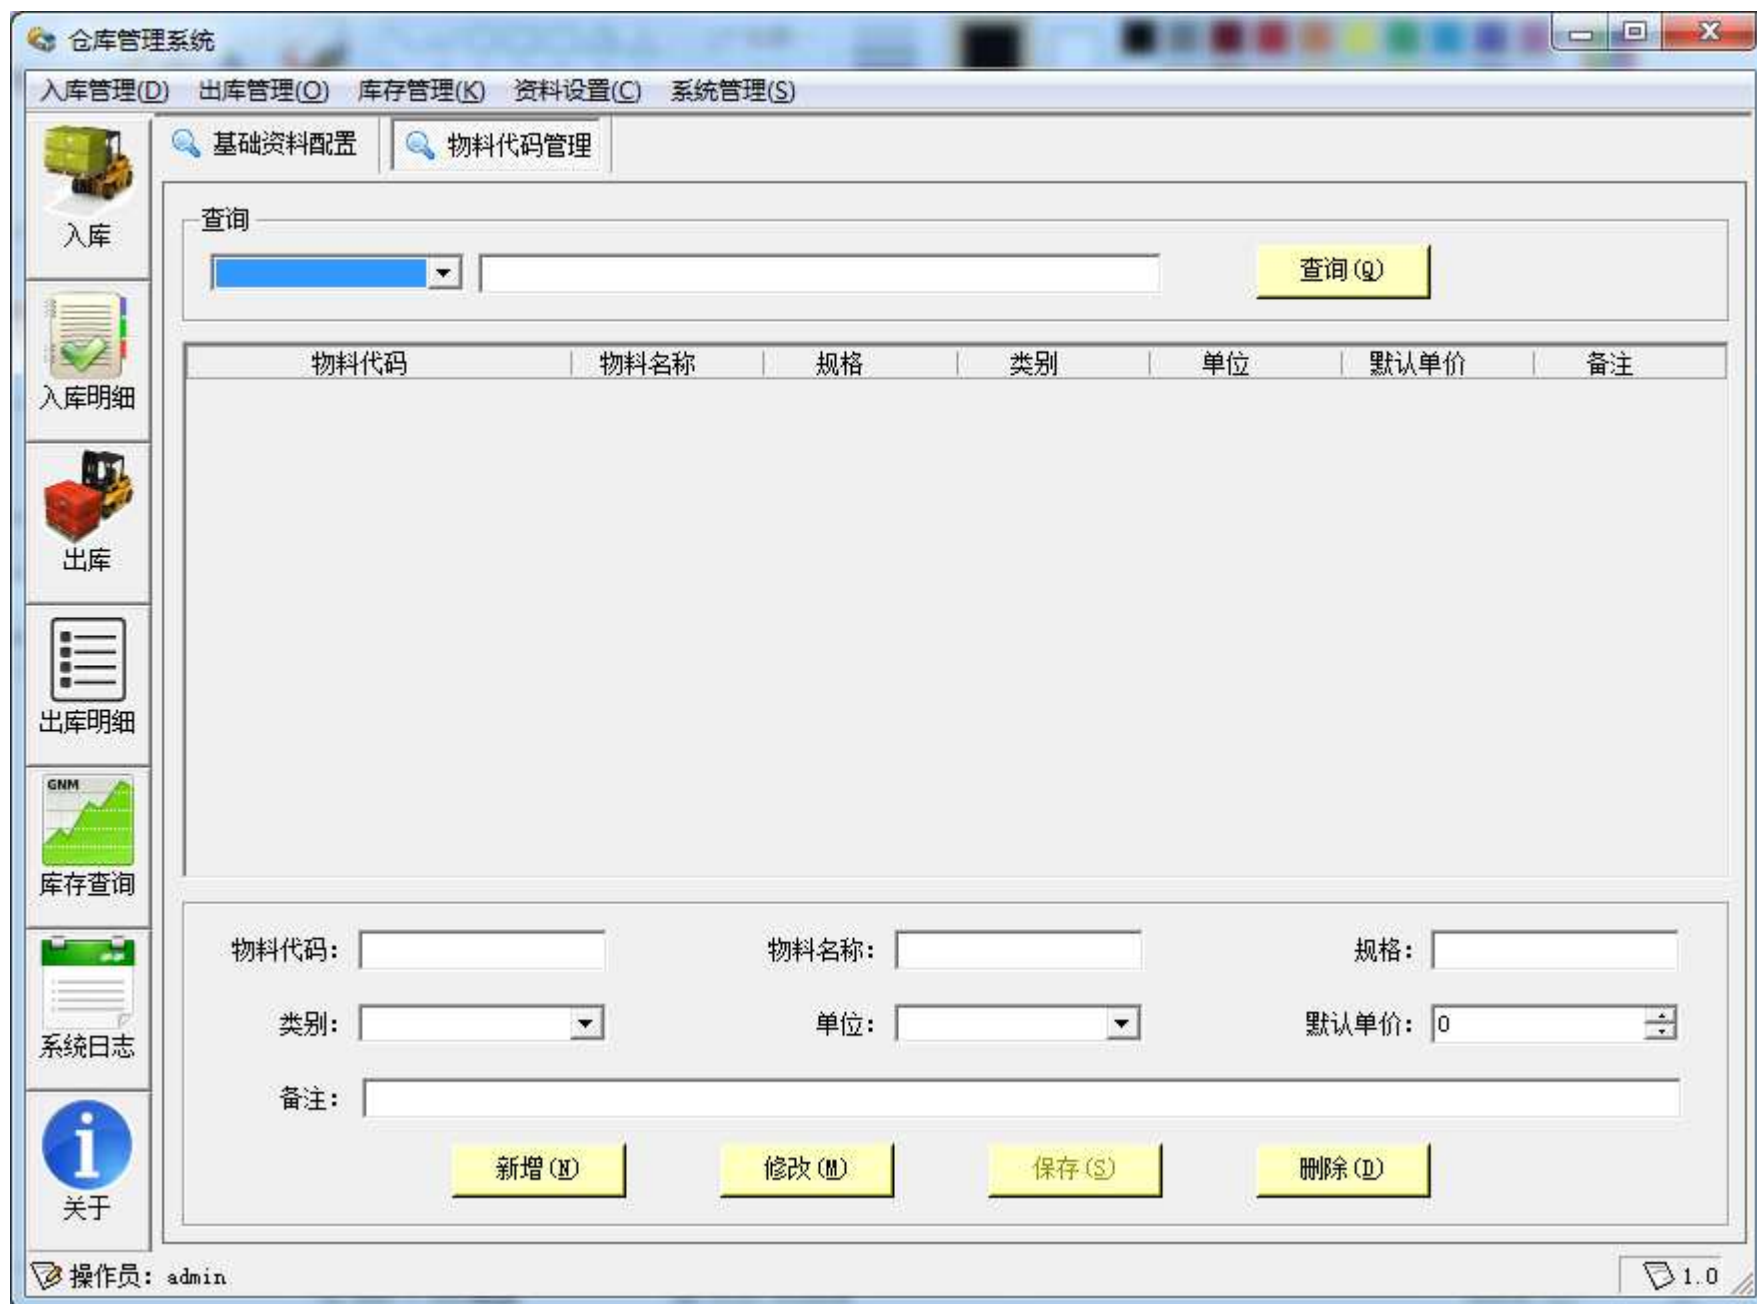 仓库管理系统
入库管理(D) 出库管理(O) 库存管理(K) 资料设置(C) 系统管理(S)
基础资料配置 物料代码管理
入库
入库明细
出库
出库明细
GNM
库存查询
系统日志
关于
查询
查询(Q)
物料代码 物料名称 规格 类别 单位 默认单价 备注
物料代码: 物料名称: 规格:
类别: 单位: 默认单价: 0
备注:
新增(N) 修改(M) 保存(S) 删除(D)
操作员: admin 1.0